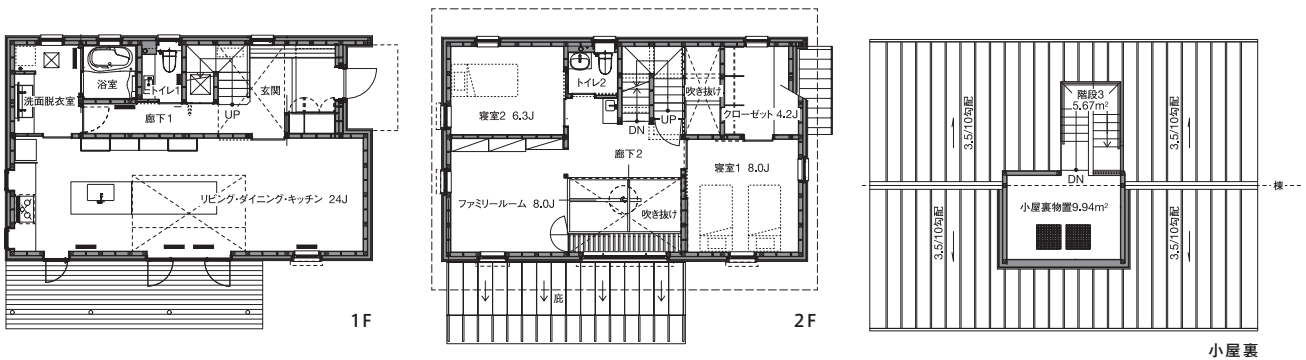 浴室
トイレ1
玄関
洗面脱衣室
廊下1
UP
リビング・ダイニング・キッチン 24J
1F
寝室2 6.3J
トイレ2
吹き抜け
クローゼット 4.2J
DN
UP
廊下2
寝室1 8.0J
ファミリールーム 8.0J
吹き抜け
庇
2F
階段3
5.67m²
3.5/10勾配
3.5/10勾配
DN
棟
小屋裏物置9.94m²
3.5/10勾配
3.5/10勾配
小屋裏